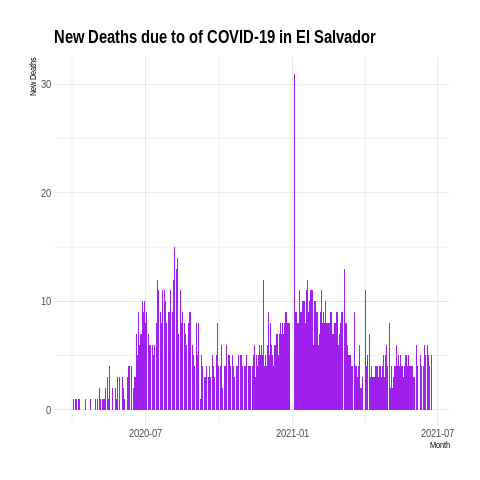 New Deaths due to of COVID-19 in El Salvador
New Deaths
30
20
10
0
2020-07
2021-01
2021-07
Month